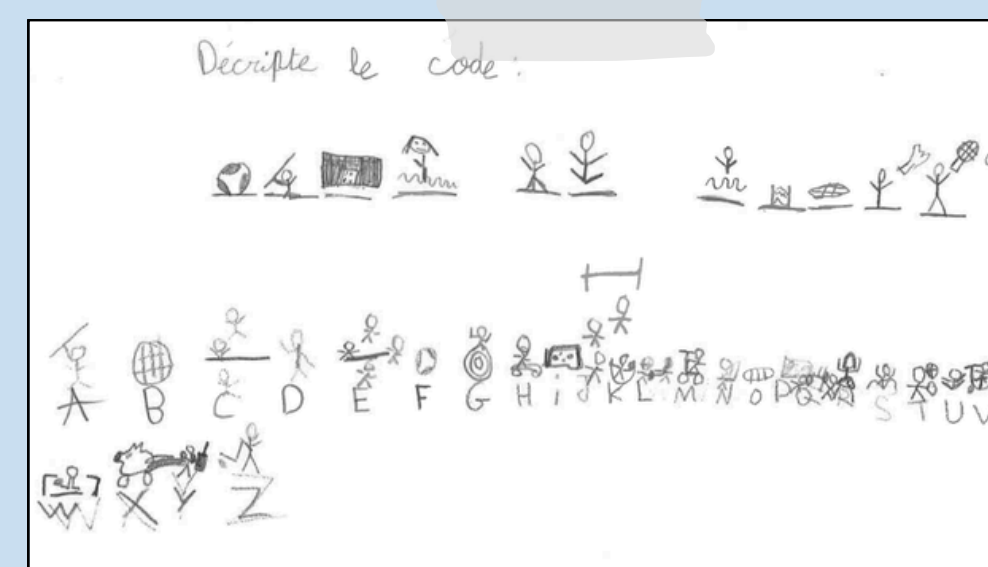 Décripte le code :
A B C D E F G H i J K L M N O P Q R S T U V
W X Y Z